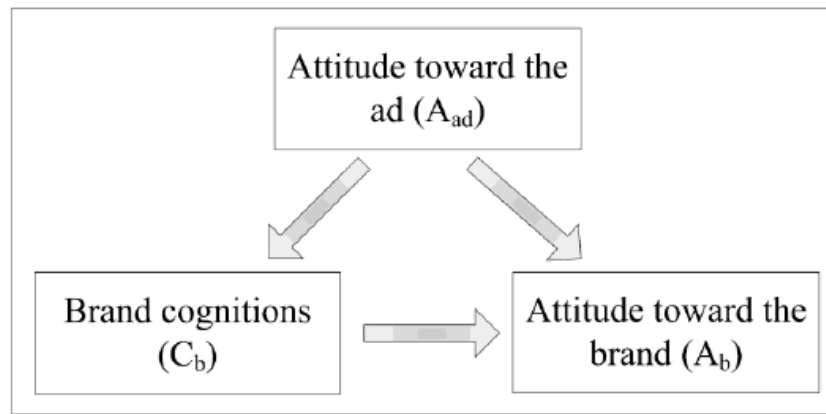 Attitude toward the
ad (Aad)
Brand cognitions
(Cb)
Attitude toward the
brand (Ab)